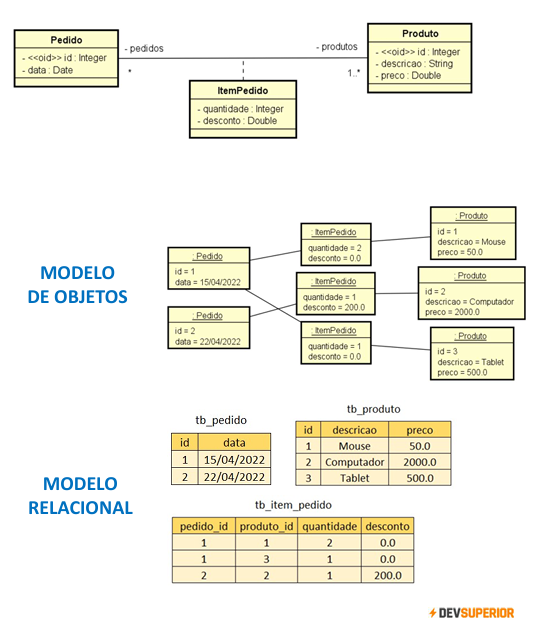 Pedido
- <<oid>> id : Integer
- data : Date
- pedidos
*
- produtos
1..*
Produto
- <<oid>> id : Integer
- descricao : String
- preco : Double
ItemPedido
- quantidade : Integer
- desconto : Double
MODELO
DE OBJETOS
: Pedido
id = 1
data = 15/04/2022
: Pedido
id = 2
data = 22/04/2022
: ItemPedido
quantidade = 2
desconto = 0.0
: ItemPedido
quantidade = 1
desconto = 200.0
: ItemPedido
quantidade = 1
desconto = 0.0
: Produto
id = 1
descricao = Mouse
preco = 50.0
: Produto
id = 2
descricao = Computador
preco = 2000.0
: Produto
id = 3
descricao = Tablet
preco = 500.0
MODELO
RELACIONAL
tb_pedido
id data
1 15/04/2022
2 22/04/2022
tb_produto
id descricao preco
1 Mouse 50.0
2 Computador 2000.0
3 Tablet 500.0
tb_item_pedido
pedido_id produto_id quantidade desconto
1 1 2 0.0
1 3 1 0.0
2 2 1 200.0
DEVSUPERIOR